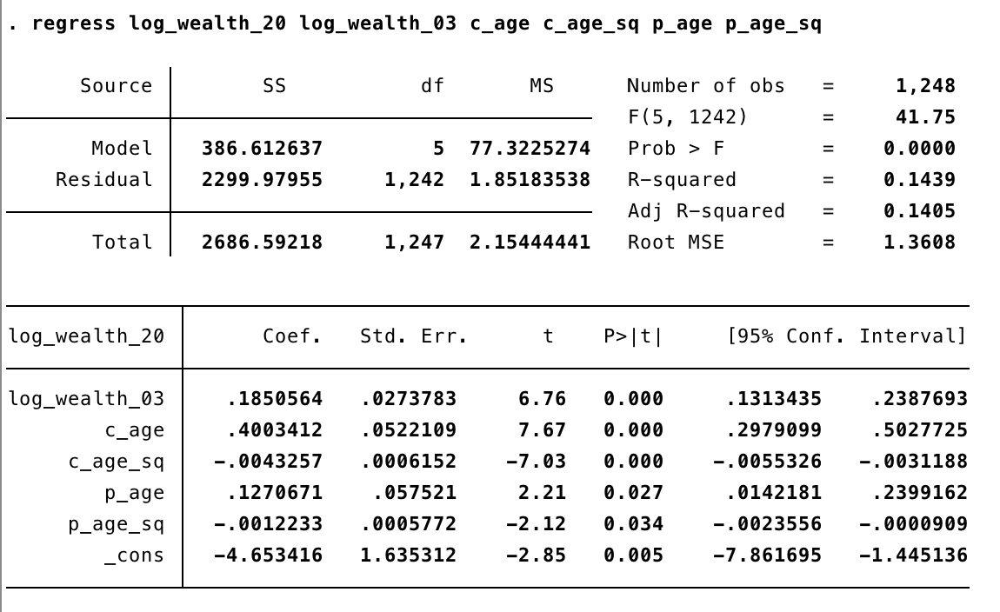 . regress log_wealth_20 log_wealth_03 c_age c_age_sq p_age p_age_sq
Source SS df MS Number of obs = 1,248
F(5, 1242) = 41.75
Model 386.612637 5 77.3225274 Prob > F = 0.0000
Residual 2299.97955 1,242 1.85183538 R-squared = 0.1439
Adj R-squared = 0.1405
Total 2686.59218 1,247 2.15444441 Root MSE = 1.3608
log_wealth_20 Coef. Std. Err. t P>|t| [95% Conf. Interval]
log_wealth_03 .1850564 .0273783 6.76 0.000 .1313435 .2387693
c_age .4003412 .0522109 7.67 0.000 .2979099 .5027725
c_age_sq -.0043257 .0006152 -7.03 0.000 -.0055326 -.0031188
p_age .1270671 .057521 2.21 0.027 .0142181 .2399162
p_age_sq -.0012233 .0005772 -2.12 0.034 -.0023556 -.0000909
_cons -4.653416 1.635312 -2.85 0.005 -7.861695 -1.445136